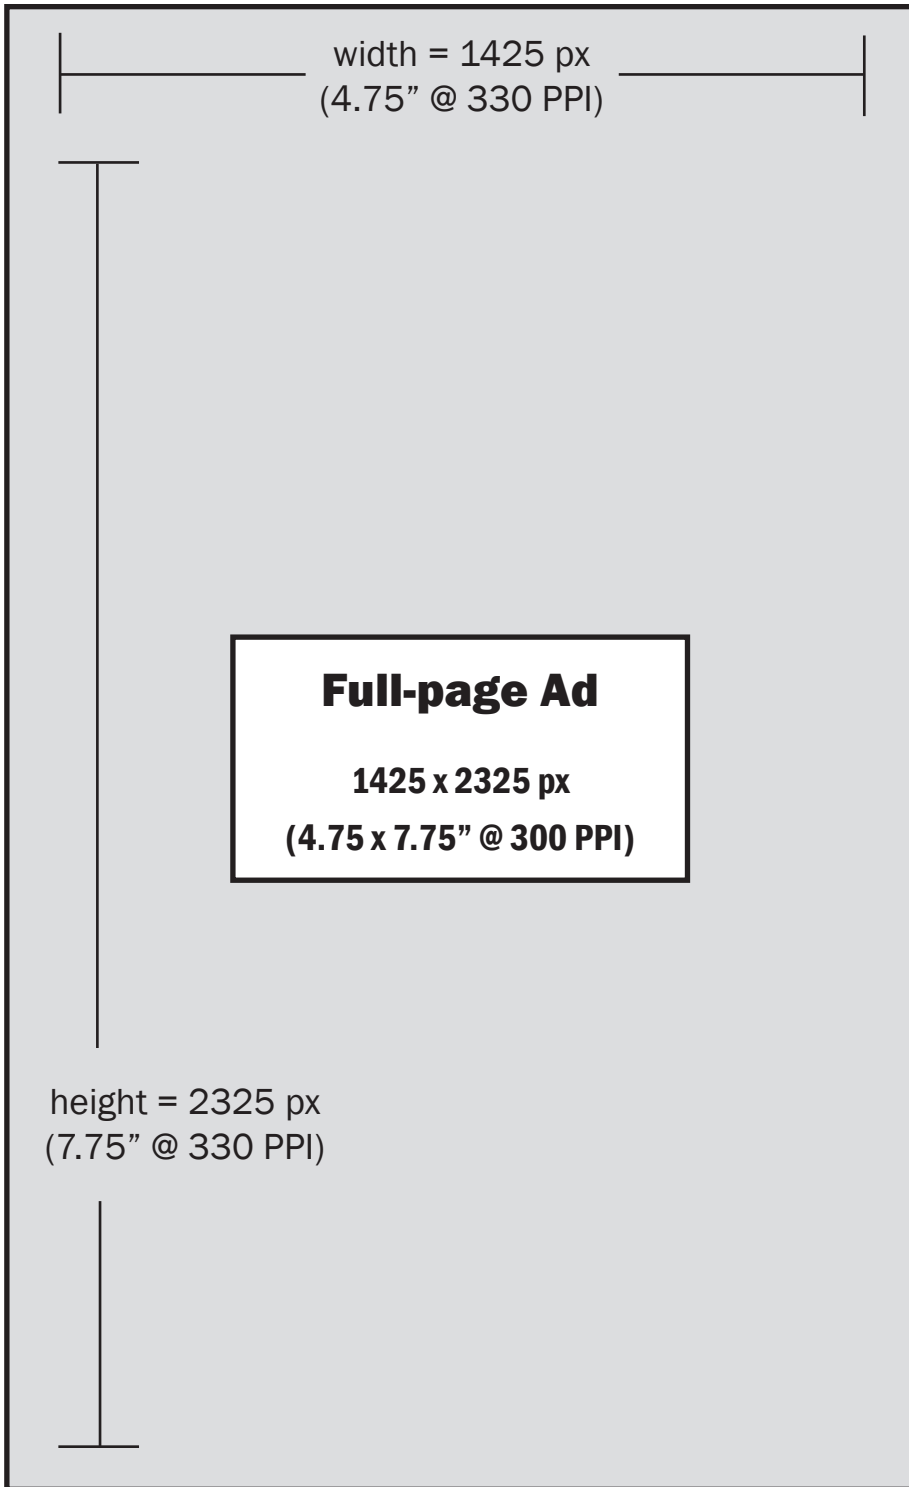 width = 1425 px
(4.75” @ 330 PPI)
Full-page Ad
1425 x 2325 px
(4.75 x 7.75” @ 300 PPI)
height = 2325 px
(7.75” @ 330 PPI)